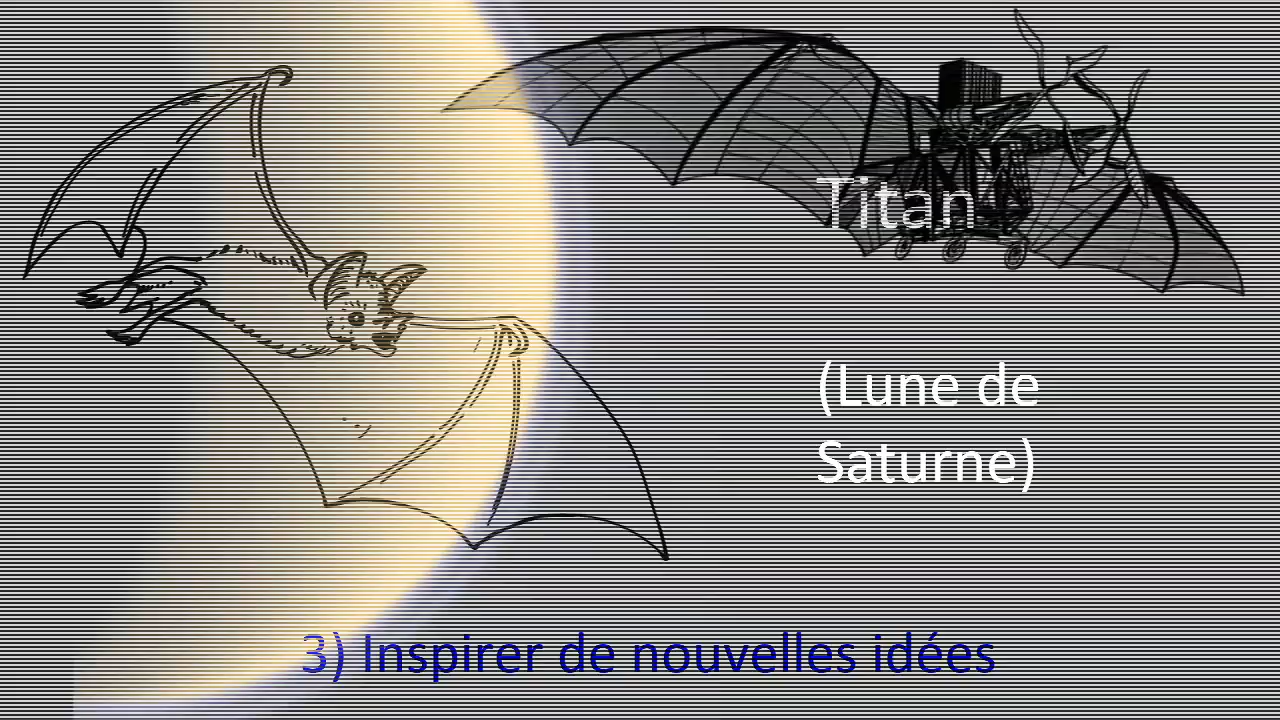 Titan
(Lune de
Saturne)
3) Inspirer de nouvelles idées